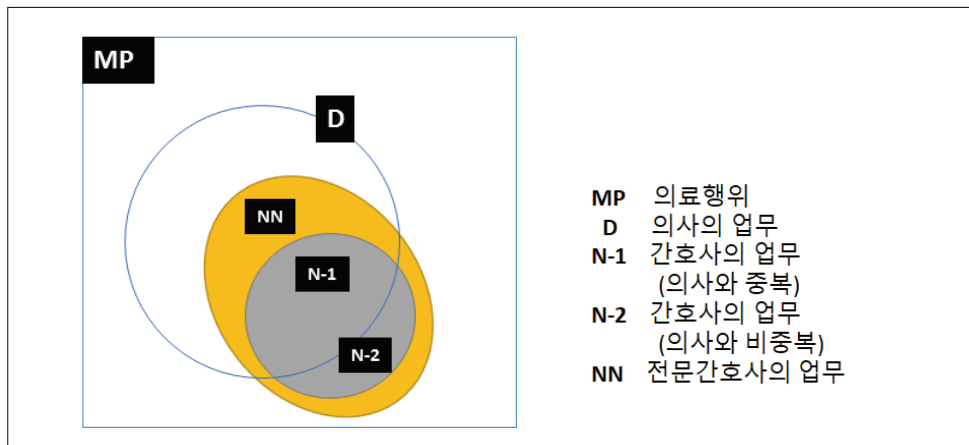 MP
D
NN
N-1
N-2
MP 의료행위
D 의사의 업무
N-1 간호사의 업무
(의사와 중복)
N-2 간호사의 업무
(의사와 비중복)
NN 전문간호사의 업무